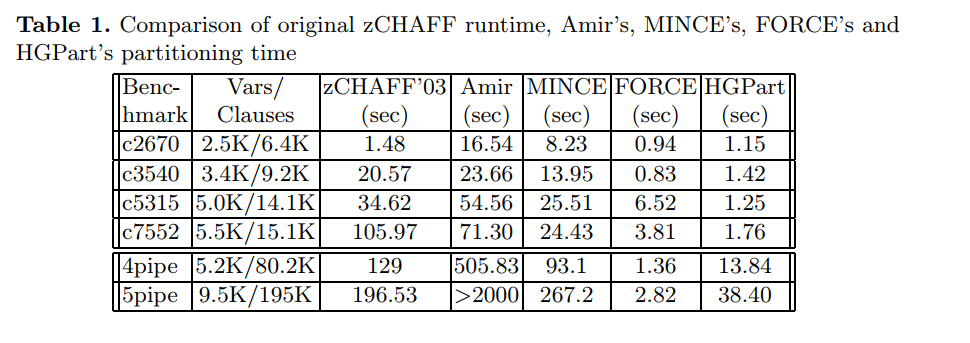 Table 1. Comparison of original zCHAFF runtime, Amir's, MINCE's, FORCE's and
HGPart's partitioning time
Benc- Vars/ zCHAFF'03 Amir MINCE FORCE HGPart
hmark Clauses (sec) (sec) (sec) (sec) (sec)
c2670 2.5K/6.4K 1.48 16.54 8.23 0.94 1.15
c3540 3.4K/9.2K 20.57 23.66 13.95 0.83 1.42
c5315 5.0K/14.1K 34.62 54.56 25.51 6.52 1.25
c7552 5.5K/15.1K 105.97 71.30 24.43 3.81 1.76
4pipe 5.2K/80.2K 129 505.83 93.1 1.36 13.84
5pipe 9.5K/195K 196.53 >2000 267.2 2.82 38.40